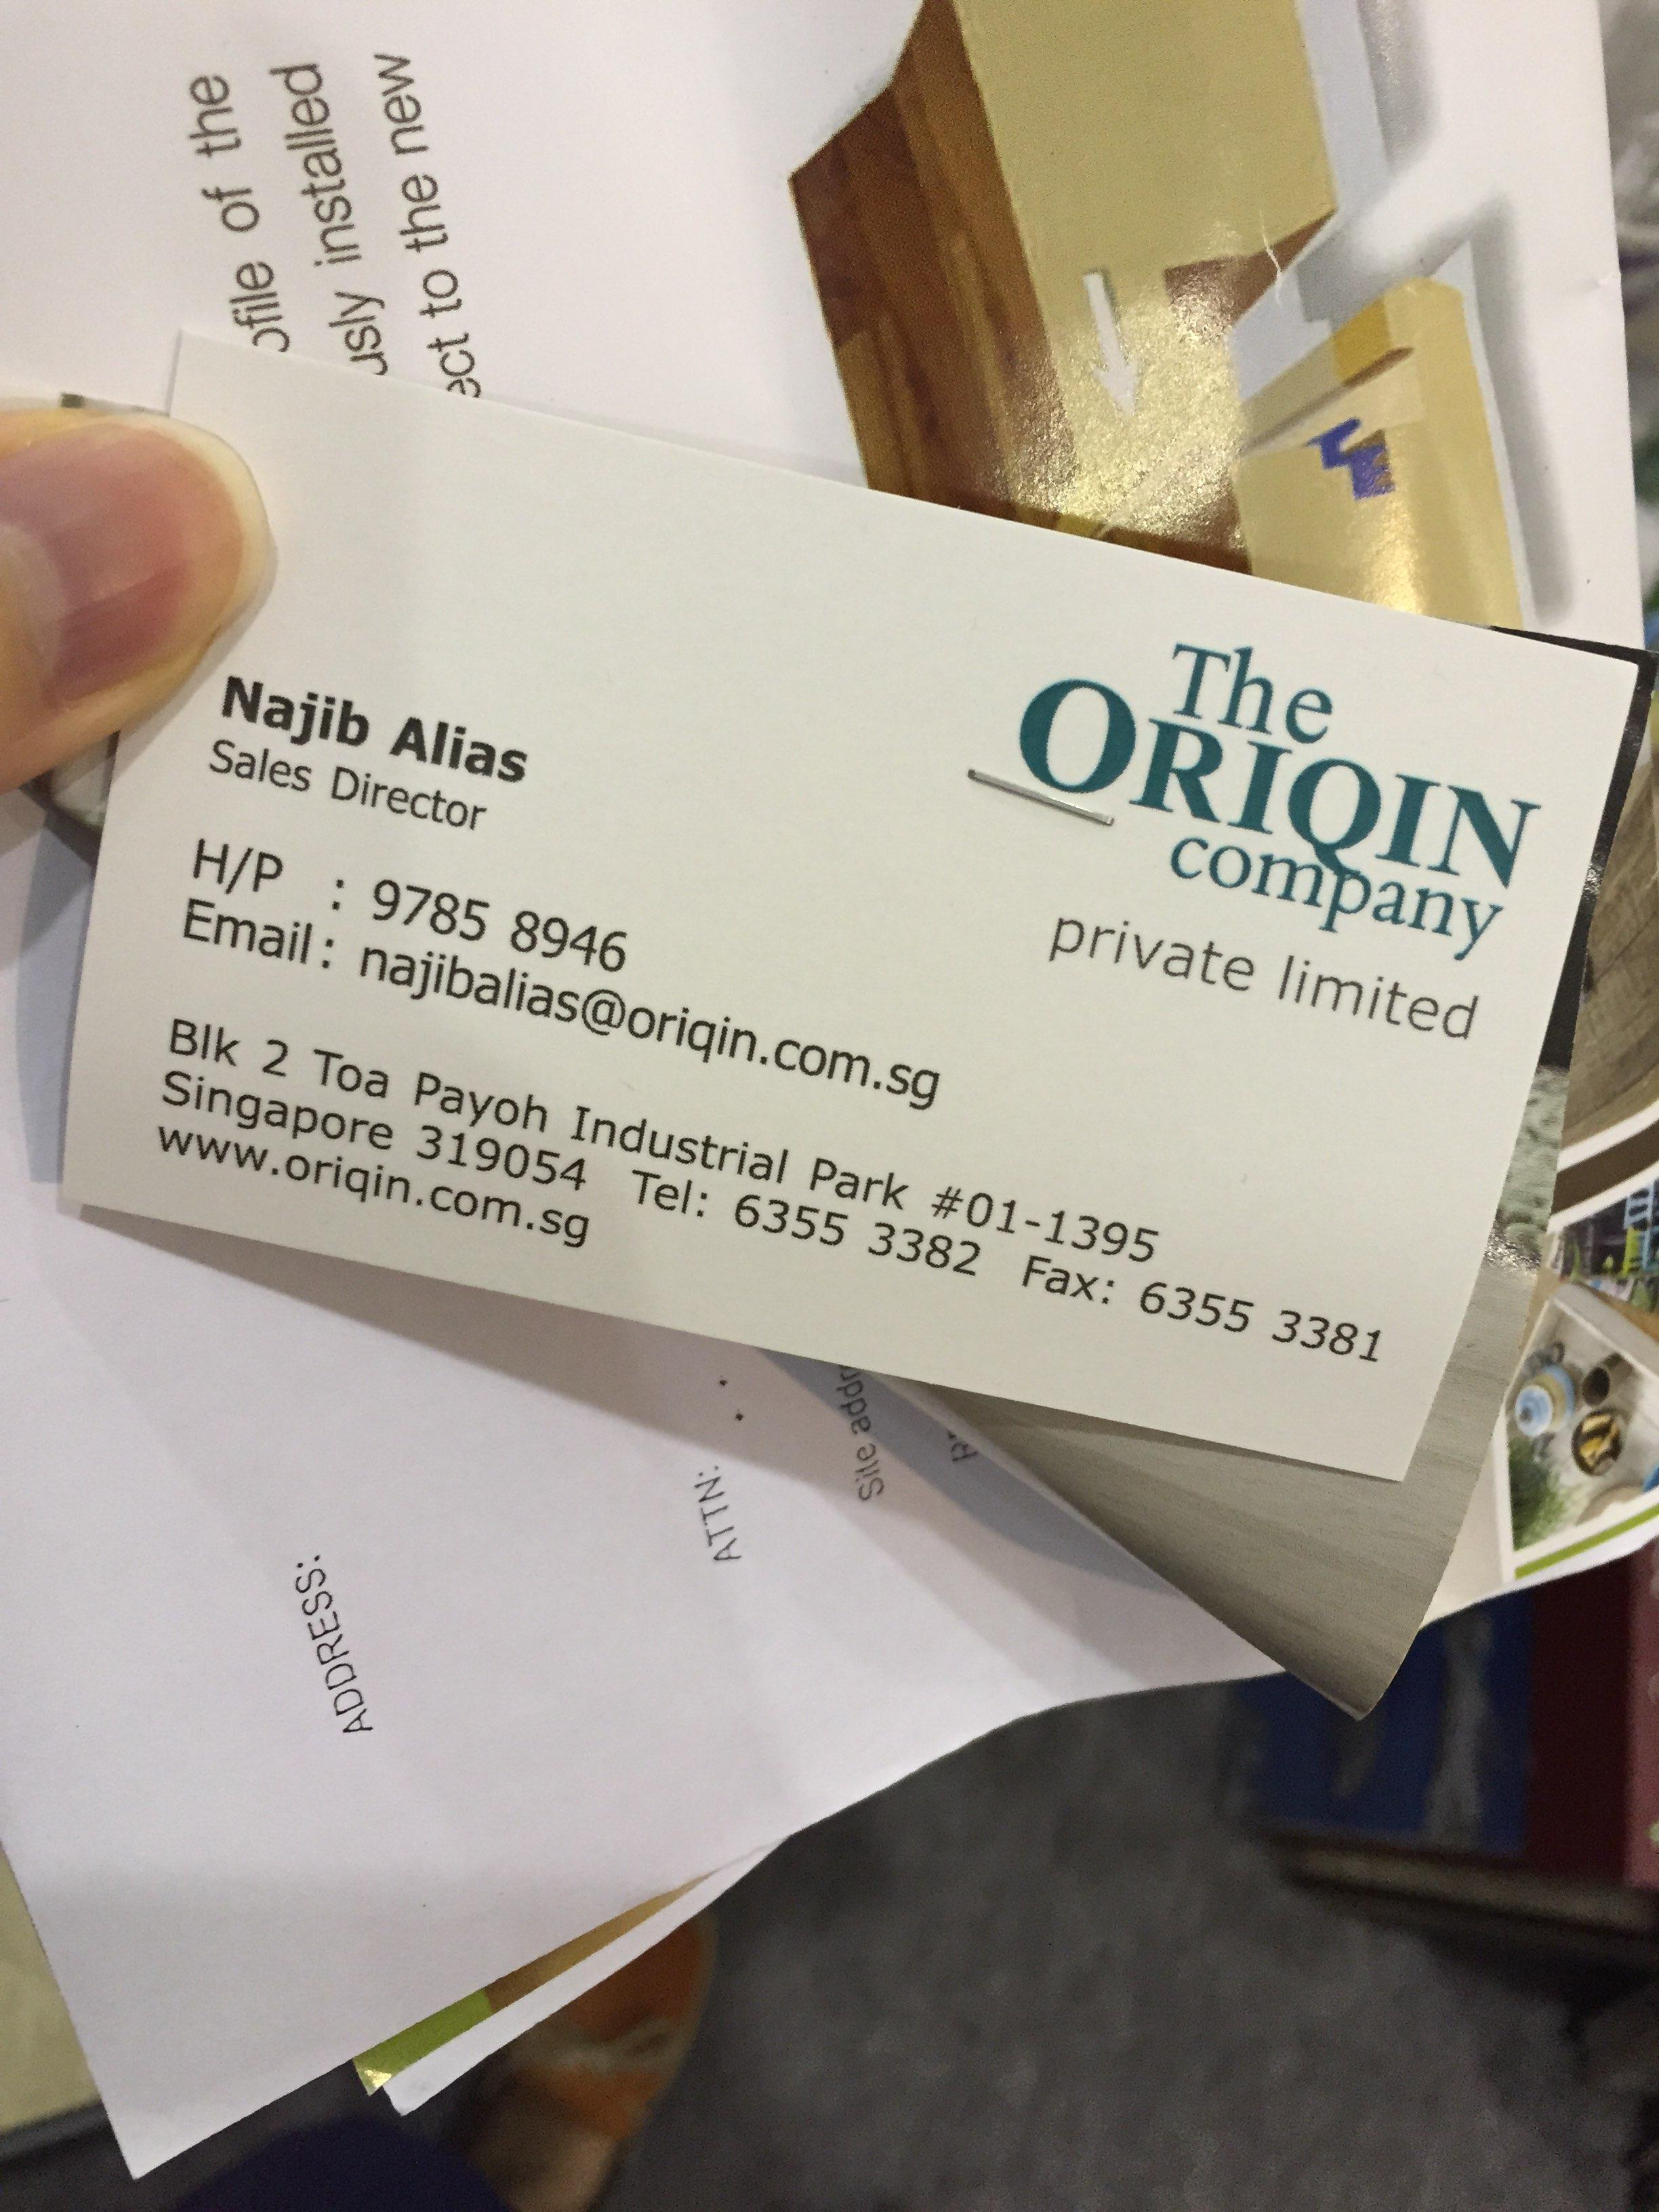 ofile of the
usly installed
ect to the new
The
ORIQIN
company
private limited
Najib Alias
Sales Director
H/P : 9785 8946
Email : najibalias@oriqin.com.sg
Blk 2 Toa Payoh Industrial Park #01-1395
Singapore 319054 Tel: 6355 3382 Fax: 6355 3381
www.oriqin.com.sg
ADDRESS:
ATTN:
Site addr